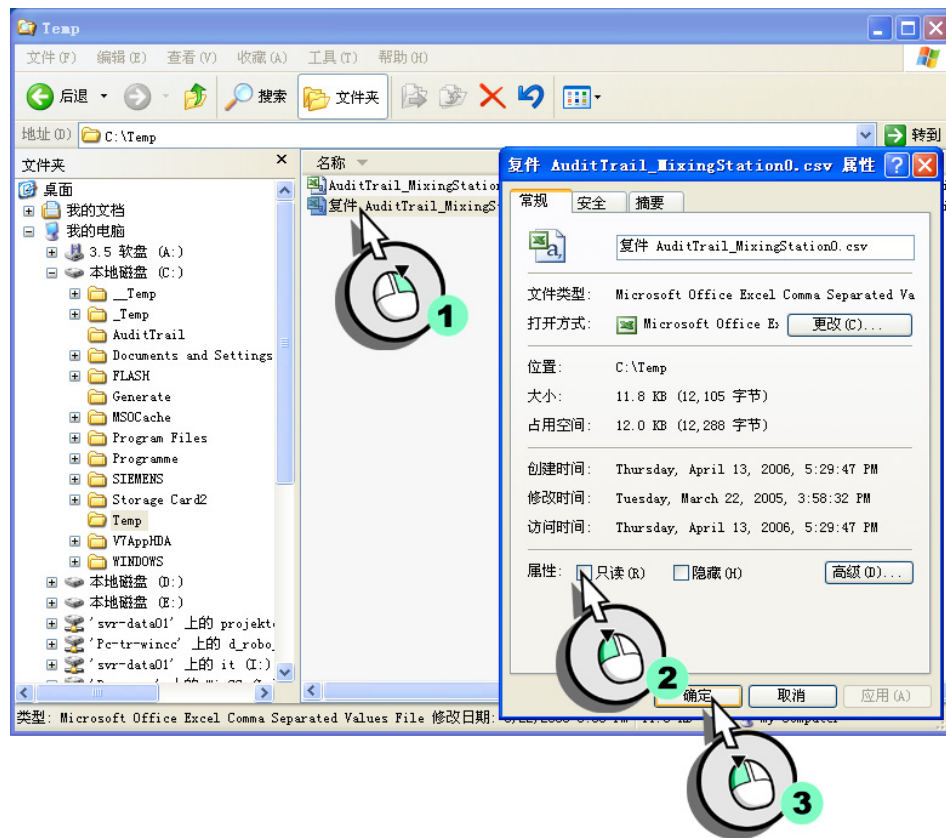 Temp
文件(F) 编辑(E) 查看(V) 收藏(A) 工具(T) 帮助(H)
后退 搜索 文件夹
地址(D) C:\Temp 转到
文件夹 × 名称
桌面
我的文档
我的电脑
3.5 软盘 (A:)
本地磁盘 (C:)
__Temp
_Temp
AuditTrail
Documents and Settings
FLASH
Generate
MSOCache
Program Files
Programme
SIEMENS
Storage Card2
Temp
V7AppHDA
WINDOWS
本地磁盘 (D:)
本地磁盘 (E:)
'svr-data01' 上的 projekt
'Pc-tr-wincc' 上的 d_robo_
'svr-data01' 上的 it (I:)
AuditTrail_MixingStation
复件 AuditTrail_MixingS
1
复件 AuditTrail_MixingStation0.csv 属性
常规 安全 摘要
a,
复件 AuditTrail_MixingStation0.csv
文件类型: Microsoft Office Excel Comma Separated Va
打开方式: Microsoft Office E 更改(C)...
位置: C:\Temp
大小: 11.8 KB (12,105 字节)
占用空间: 12.0 KB (12,288 字节)
创建时间: Thursday, April 13, 2006, 5:29:47 PM
修改时间: Tuesday, March 22, 2005, 3:58:32 PM
访问时间: Thursday, April 13, 2006, 5:29:47 PM
属性: 只读(R) 隐藏(H) 高级(D)...
2
确定 取消 应用(A)
3
类型: Microsoft Office Excel Comma Separated Values File 修改日期: